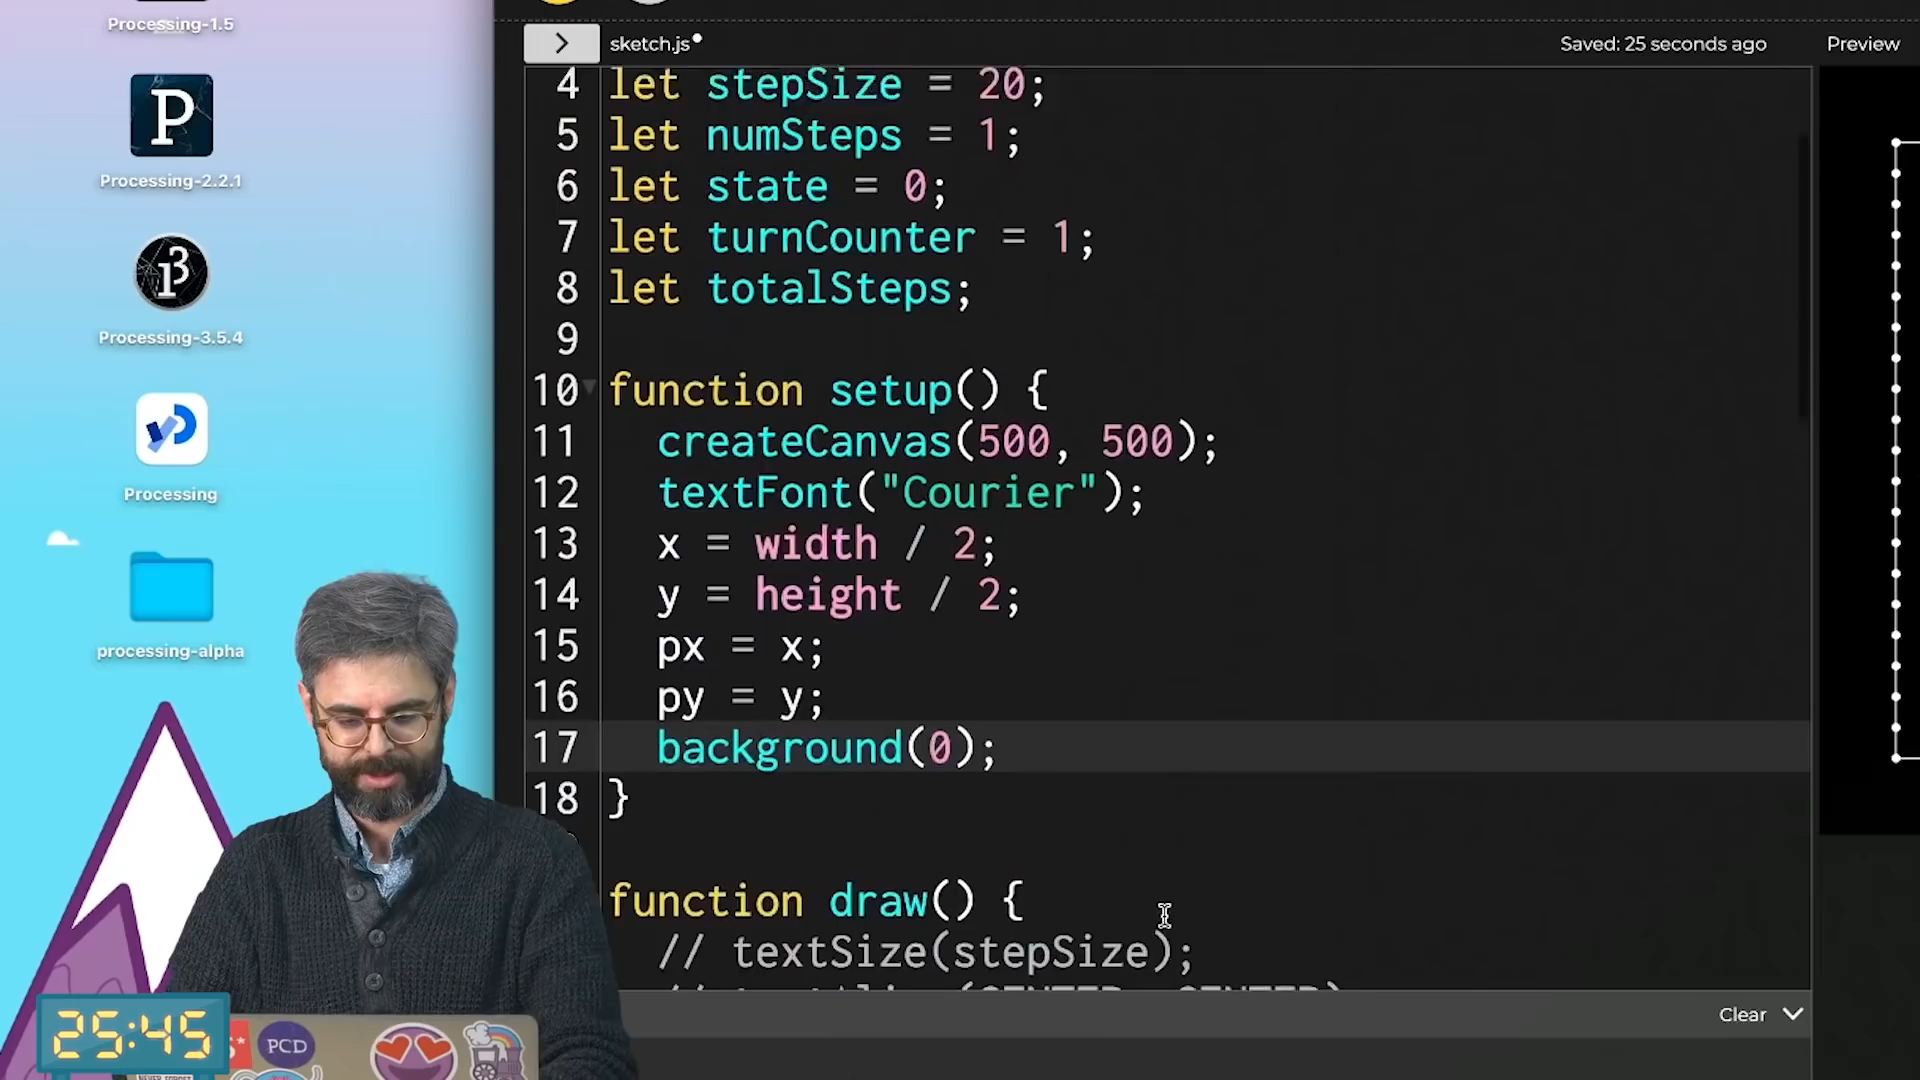 Processing-1.5
P
Processing-2.2.1
Processing-3.5.4
Processing
processing-alpha
sketch.js
Saved: 25 seconds ago
Preview
4 let stepSize = 20;
5 let numSteps = 1;
6 let state = 0;
7 let turnCounter = 1;
8 let totalSteps;
9
10 function setup() {
11 createCanvas(500, 500);
12 textFont("Courier");
13 x = width / 2;
14 y = height / 2;
15 px = x;
16 py = y;
17 background(0);
18 }
function draw() {
// textSize(stepSize);
Clear
25:45
PCD
NEVER FORGET